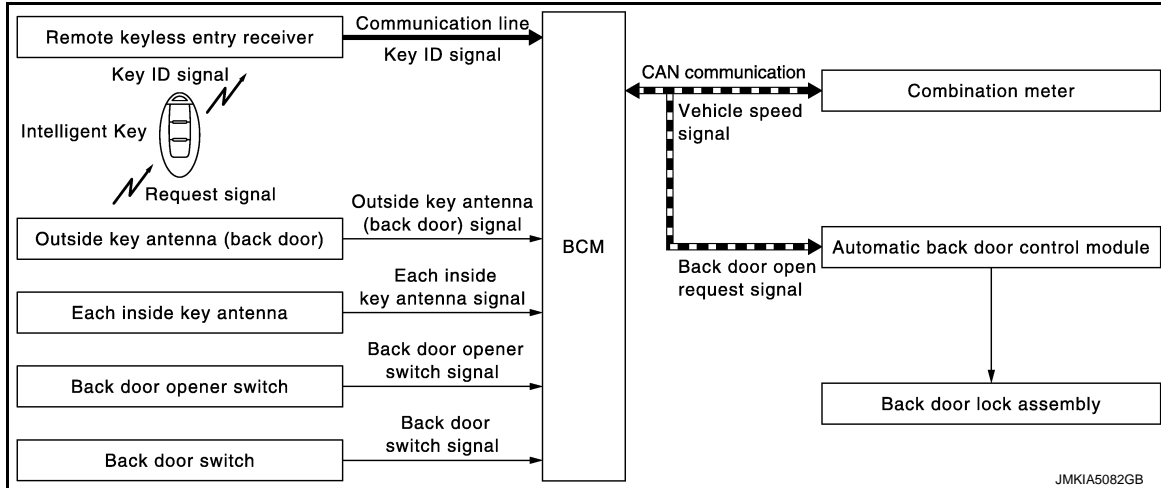 Remote keyless entry receiver
Communication line
Key ID signal
Key ID signal
Intelligent Key
Request signal
Outside key antenna (back door)
Outside key antenna
(back door) signal
Each inside key antenna
Each inside
key antenna signal
Back door opener switch
Back door opener
switch signal
Back door switch
Back door
switch signal
BCM
CAN communication
Vehicle speed
signal
Combination meter
Back door open
request signal
Automatic back door control module
Back door lock assembly
JMKIA5082GB